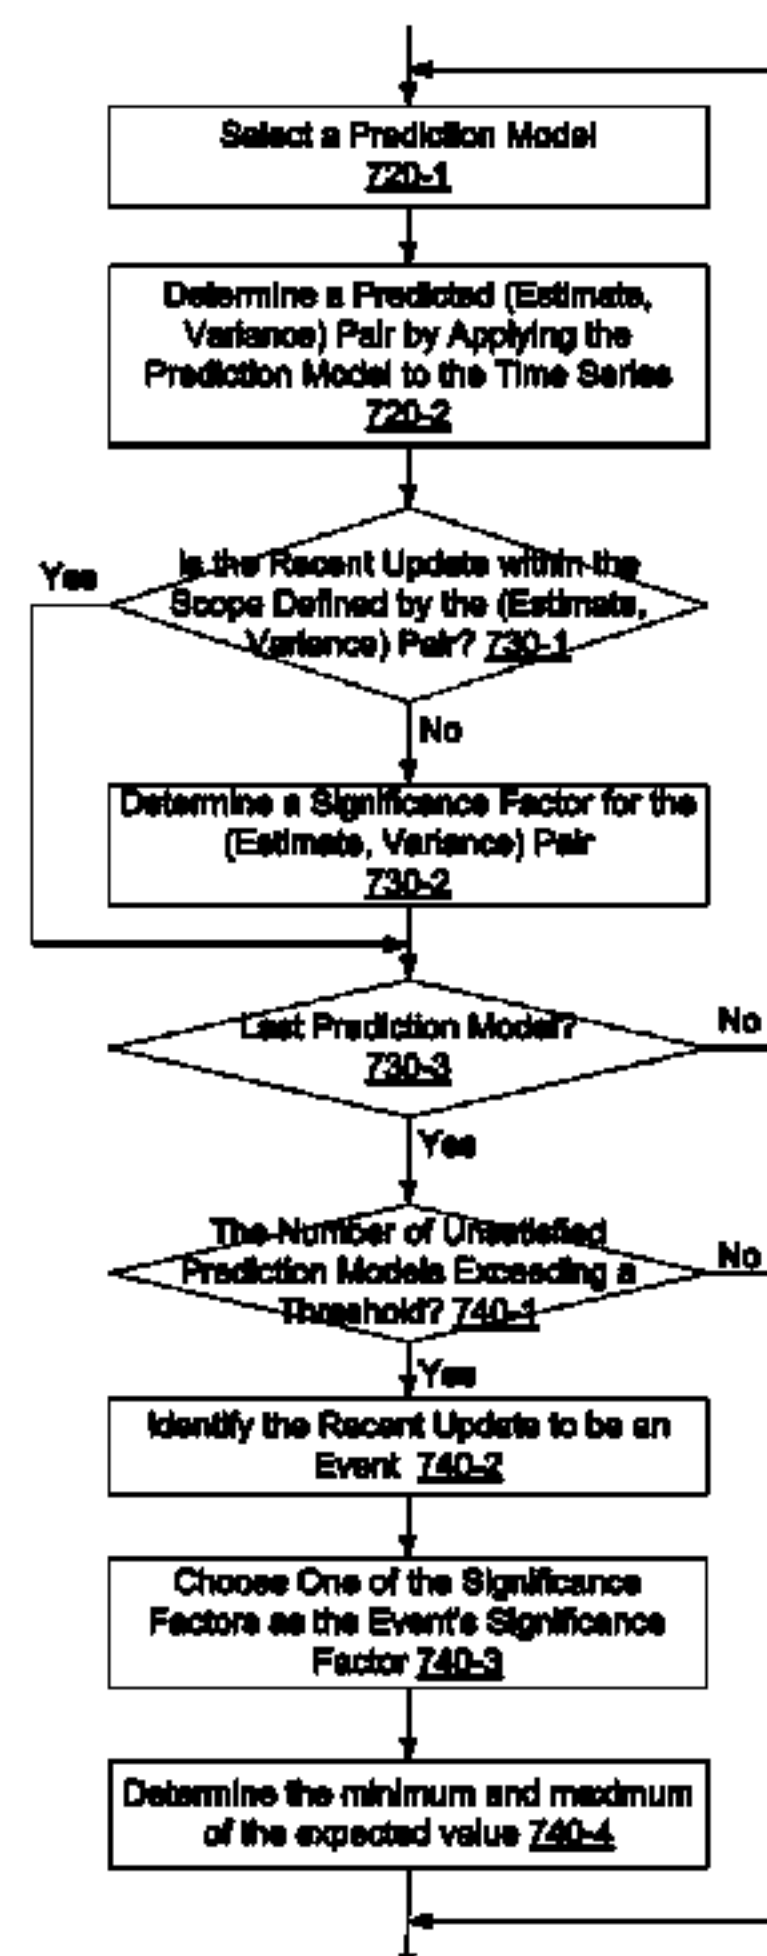 Select a Prediction Model
720-1
Determine a Predicted (Estimate,
Variance) Pair by Applying the
Prediction Model to the Time Series
720-2
Is the Recent Update within the
Scope Defined by the (Estimate,
Variance) Pair? 730-1
Yes
No
Determine a Significance Factor for the
(Estimate, Variance) Pair
730-2
Last Prediction Model?
730-3
No
Yes
The Number of Unsatisfied
Prediction Models Exceeding a
Threshold? 740-1
No
Yes
Identify the Recent Update to be an
Event 740-2
Choose One of the Significance
Factors as the Event's Significance
Factor 740-3
Determine the minimum and maximum
of the expected value 740-4